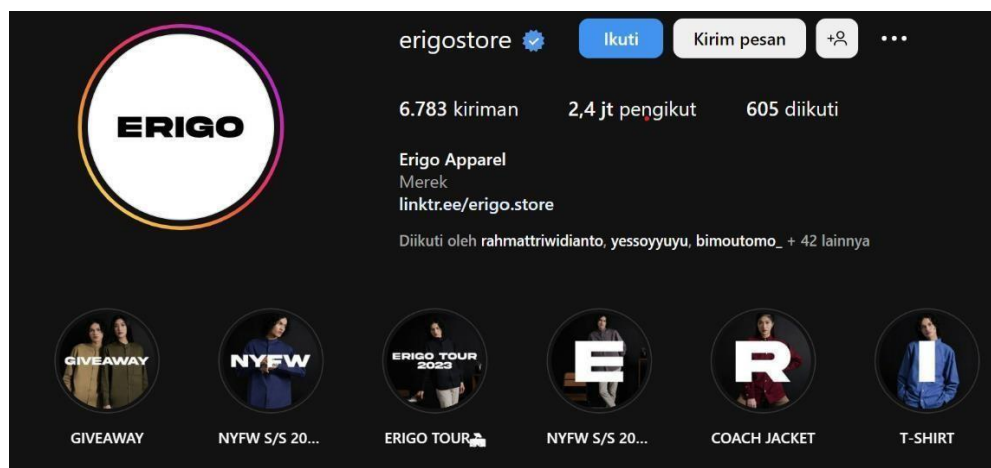 ERIGO
erigostore Ikuti Kirim pesan
6.783 kiriman 2,4 jt pengikut 605 diikuti
Erigo Apparel
Merek
linktr.ee/erigo.store
Diikuti oleh rahmattriwidianto, yessoyyuyu, bimoutomo_ + 42 lainnya
GIVEAWAY NYFW ERIGO TOUR
2023 E R I
GIVEAWAY NYFW S/S 20... ERIGO TOUR NYFW S/S 20... COACH JACKET T-SHIRT